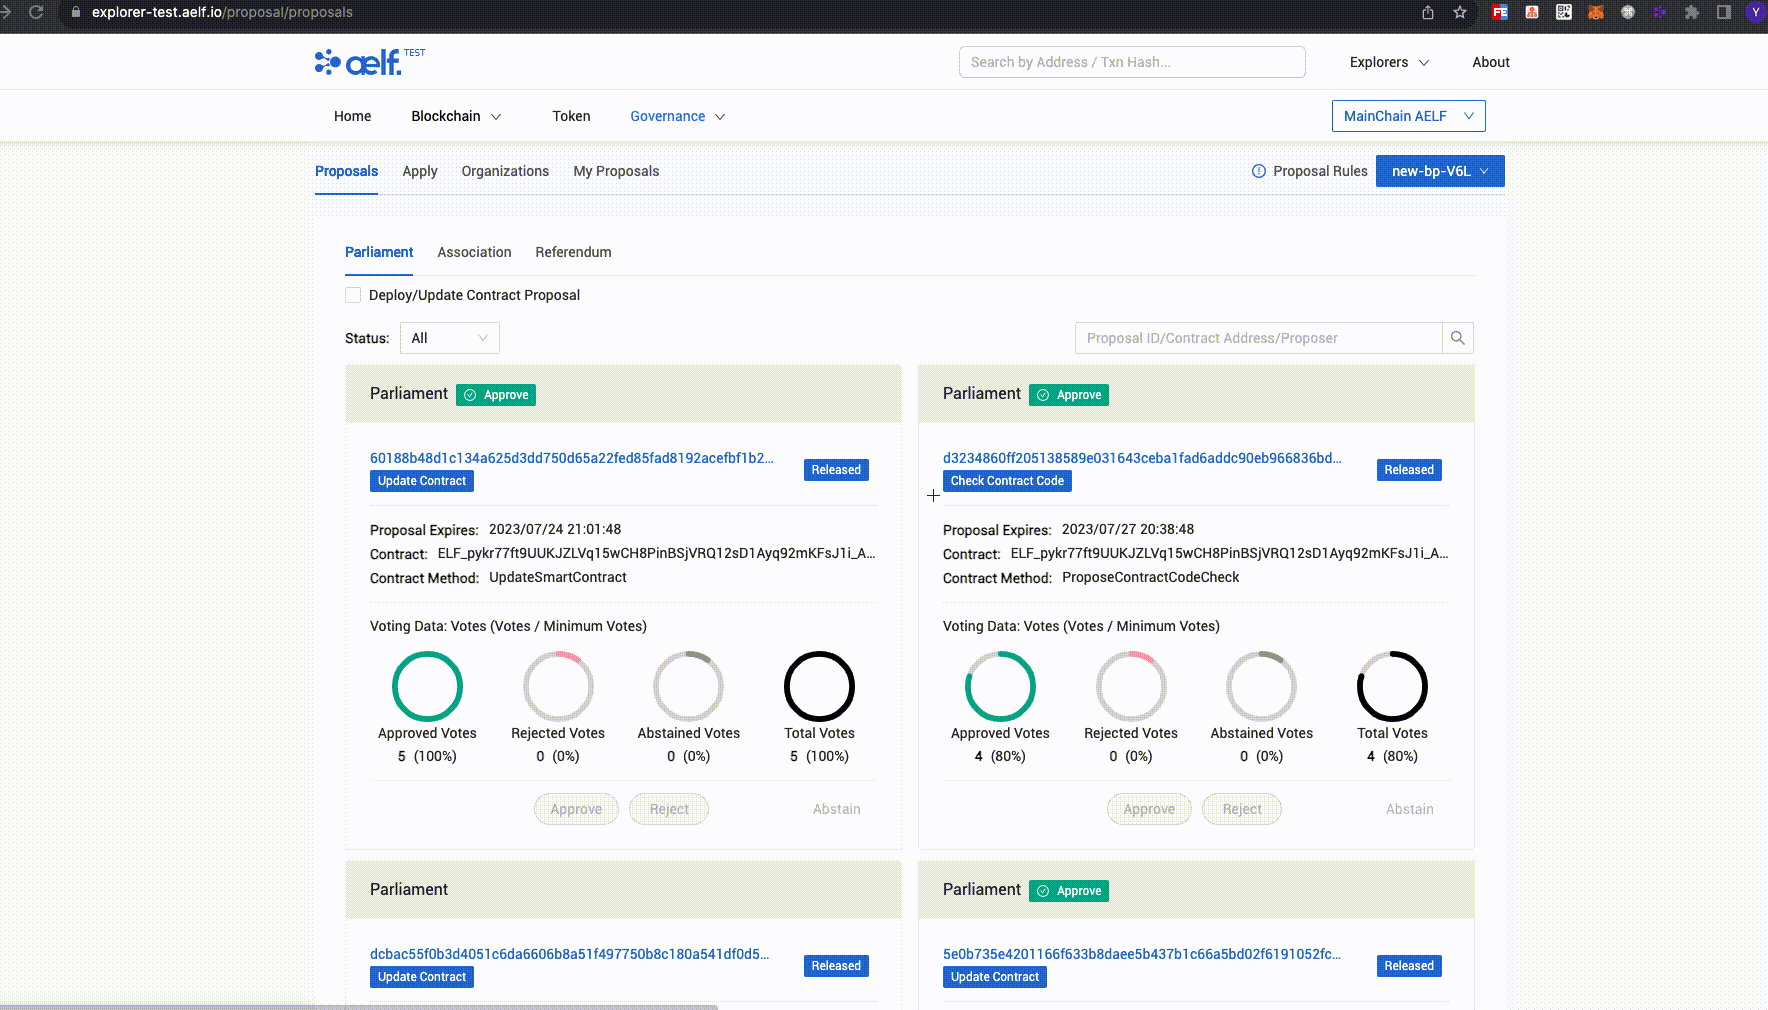 explorer-test.aelf.io/proposal/proposals
Y
aelf. TEST
Search by Address / Txn Hash...
Explorers
About
Home
Blockchain
Token
Governance
MainChain AELF
Proposals
Apply
Organizations
My Proposals
Proposal Rules
new-bp-V6L
Parliament
Association
Referendum
Deploy/Update Contract Proposal
Status: All
Proposal ID/Contract Address/Proposer
Parliament Approve
60188b48d1c134a625d3dd750d65a22fed85fad8192acefbf1b2...
Released
Update Contract
Proposal Expires: 2023/07/24 21:01:48
Contract: ELF_pykr77ft9UUKJZLVq15wCH8PinBSjVRQ12sD1Ayq92mKFsJ1i_A...
Contract Method: UpdateSmartContract
Voting Data: Votes (Votes / Minimum Votes)
Approved Votes
5 (100%)
Rejected Votes
0 (0%)
Abstained Votes
0 (0%)
Total Votes
5 (100%)
Approve
Reject
Abstain
Parliament Approve
d3234860ff205138589e031643ceba1fad6addc90eb966836bd...
Released
Check Contract Code
Proposal Expires: 2023/07/27 20:38:48
Contract: ELF_pykr77ft9UUKJZLVq15wCH8PinBSjVRQ12sD1Ayq92mKFsJ1i_A...
Contract Method: ProposeContractCodeCheck
Voting Data: Votes (Votes / Minimum Votes)
Approved Votes
4 (80%)
Rejected Votes
0 (0%)
Abstained Votes
0 (0%)
Total Votes
4 (80%)
Approve
Reject
Abstain
Parliament
dcbac55f0b3d4051c6da6606b8a51f497750b8c180a541df0d5...
Released
Update Contract
Parliament Approve
5e0b735e4201166f633b8daee5b437b1c66a5bd02f6191052fc...
Released
Update Contract